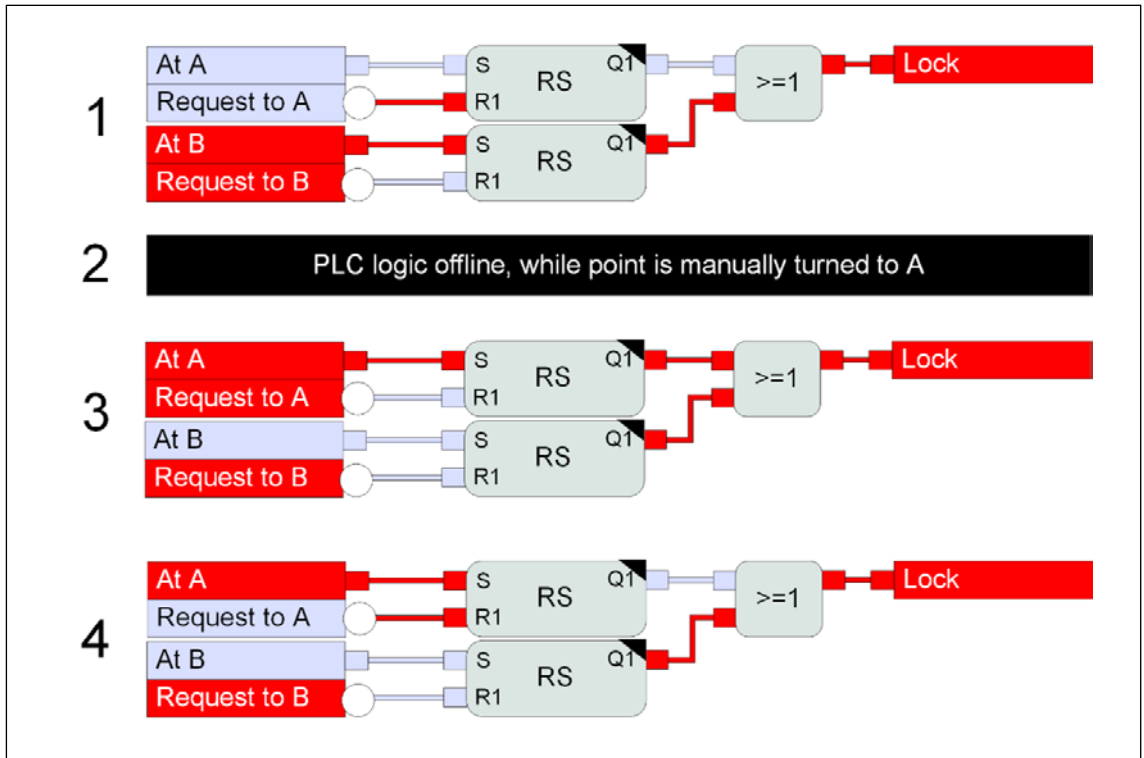 1
At A
Request to A
At B
Request to B
S
R1
RS
Q1
S
R1
RS
Q1
>=1
Lock
2
PLC logic offline, while point is manually turned to A
3
At A
Request to A
At B
Request to B
S
R1
RS
Q1
S
R1
RS
Q1
>=1
Lock
4
At A
Request to A
At B
Request to B
S
R1
RS
Q1
S
R1
RS
Q1
>=1
Lock